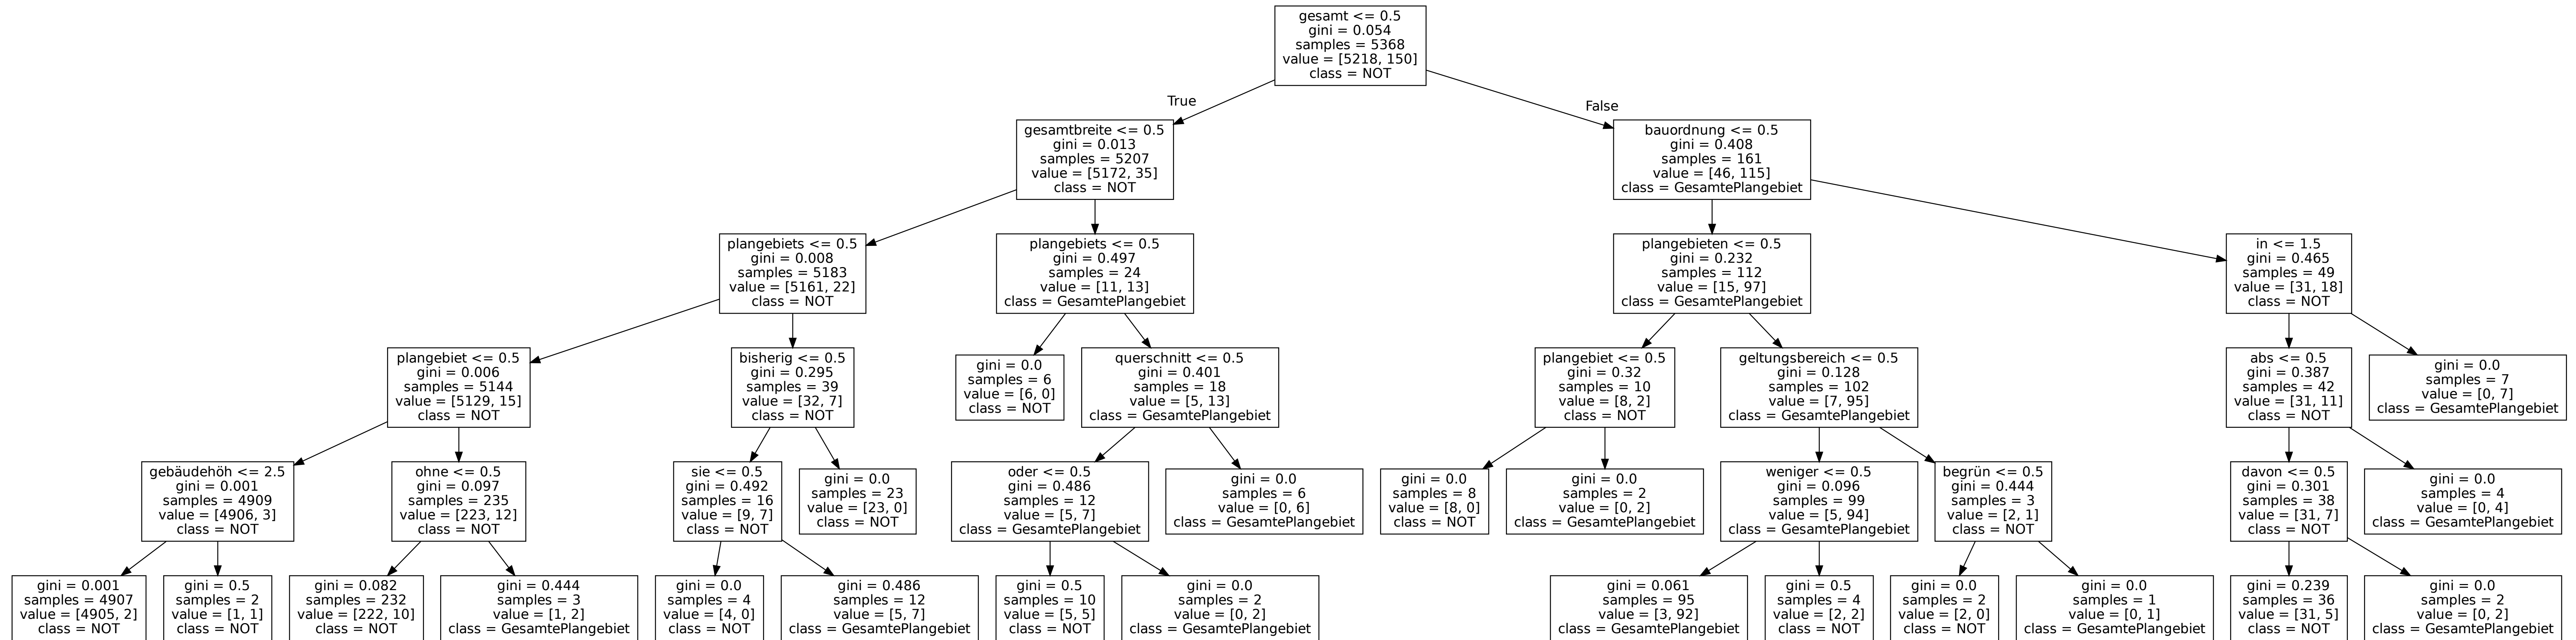 gesamt <= 0.5
gini = 0.054
samples = 5368
value = [5218, 150]
class = NOT
True
False
gesamtbreite <= 0.5
gini = 0.013
samples = 5207
value = [5172, 35]
class = NOT
bauordnung <= 0.5
gini = 0.408
samples = 161
value = [46, 115]
class = GesamtePlangebiet
plangebiets <= 0.5
gini = 0.008
samples = 5183
value = [5161, 22]
class = NOT
plangebiets <= 0.5
gini = 0.497
samples = 24
value = [11, 13]
class = GesamtePlangebiet
plangebieten <= 0.5
gini = 0.232
samples = 112
value = [15, 97]
class = GesamtePlangebiet
in <= 1.5
gini = 0.465
samples = 49
value = [31, 18]
class = NOT
plangebiet <= 0.5
gini = 0.006
samples = 5144
value = [5129, 15]
class = NOT
bisherig <= 0.5
gini = 0.295
samples = 39
value = [32, 7]
class = NOT
gini = 0.0
samples = 6
value = [6, 0]
class = NOT
querschnitt <= 0.5
gini = 0.401
samples = 18
value = [5, 13]
class = GesamtePlangebiet
plangebiet <= 0.5
gini = 0.32
samples = 10
value = [8, 2]
class = NOT
geltungsbereich <= 0.5
gini = 0.128
samples = 102
value = [7, 95]
class = GesamtePlangebiet
abs <= 0.5
gini = 0.387
samples = 42
value = [31, 11]
class = NOT
gini = 0.0
samples = 7
value = [0, 7]
class = GesamtePlangebiet
gebäudehöh <= 2.5
gini = 0.001
samples = 4909
value = [4906, 3]
class = NOT
ohne <= 0.5
gini = 0.097
samples = 235
value = [223, 12]
class = NOT
sie <= 0.5
gini = 0.492
samples = 16
value = [9, 7]
class = NOT
gini = 0.0
samples = 23
value = [23, 0]
class = NOT
oder <= 0.5
gini = 0.486
samples = 12
value = [5, 7]
class = GesamtePlangebiet
gini = 0.0
samples = 6
value = [0, 6]
class = GesamtePlangebiet
gini = 0.0
samples = 8
value = [8, 0]
class = NOT
gini = 0.0
samples = 2
value = [0, 2]
class = GesamtePlangebiet
weniger <= 0.5
gini = 0.096
samples = 99
value = [5, 94]
class = GesamtePlangebiet
begrün <= 0.5
gini = 0.444
samples = 3
value = [2, 1]
class = NOT
davon <= 0.5
gini = 0.301
samples = 38
value = [31, 7]
class = NOT
gini = 0.0
samples = 4
value = [0, 4]
class = GesamtePlangebiet
gini = 0.001
samples = 4907
value = [4905, 2]
class = NOT
gini = 0.5
samples = 2
value = [1, 1]
class = NOT
gini = 0.082
samples = 232
value = [222, 10]
class = NOT
gini = 0.444
samples = 3
value = [1, 2]
class = GesamtePlangebiet
gini = 0.0
samples = 4
value = [4, 0]
class = NOT
gini = 0.486
samples = 12
value = [5, 7]
class = GesamtePlangebiet
gini = 0.5
samples = 10
value = [5, 5]
class = NOT
gini = 0.0
samples = 2
value = [0, 2]
class = GesamtePlangebiet
gini = 0.061
samples = 95
value = [3, 92]
class = GesamtePlangebiet
gini = 0.5
samples = 4
value = [2, 2]
class = NOT
gini = 0.0
samples = 2
value = [2, 0]
class = NOT
gini = 0.0
samples = 1
value = [0, 1]
class = GesamtePlangebiet
gini = 0.239
samples = 36
value = [31, 5]
class = NOT
gini = 0.0
samples = 2
value = [0, 2]
class = GesamtePlangebiet